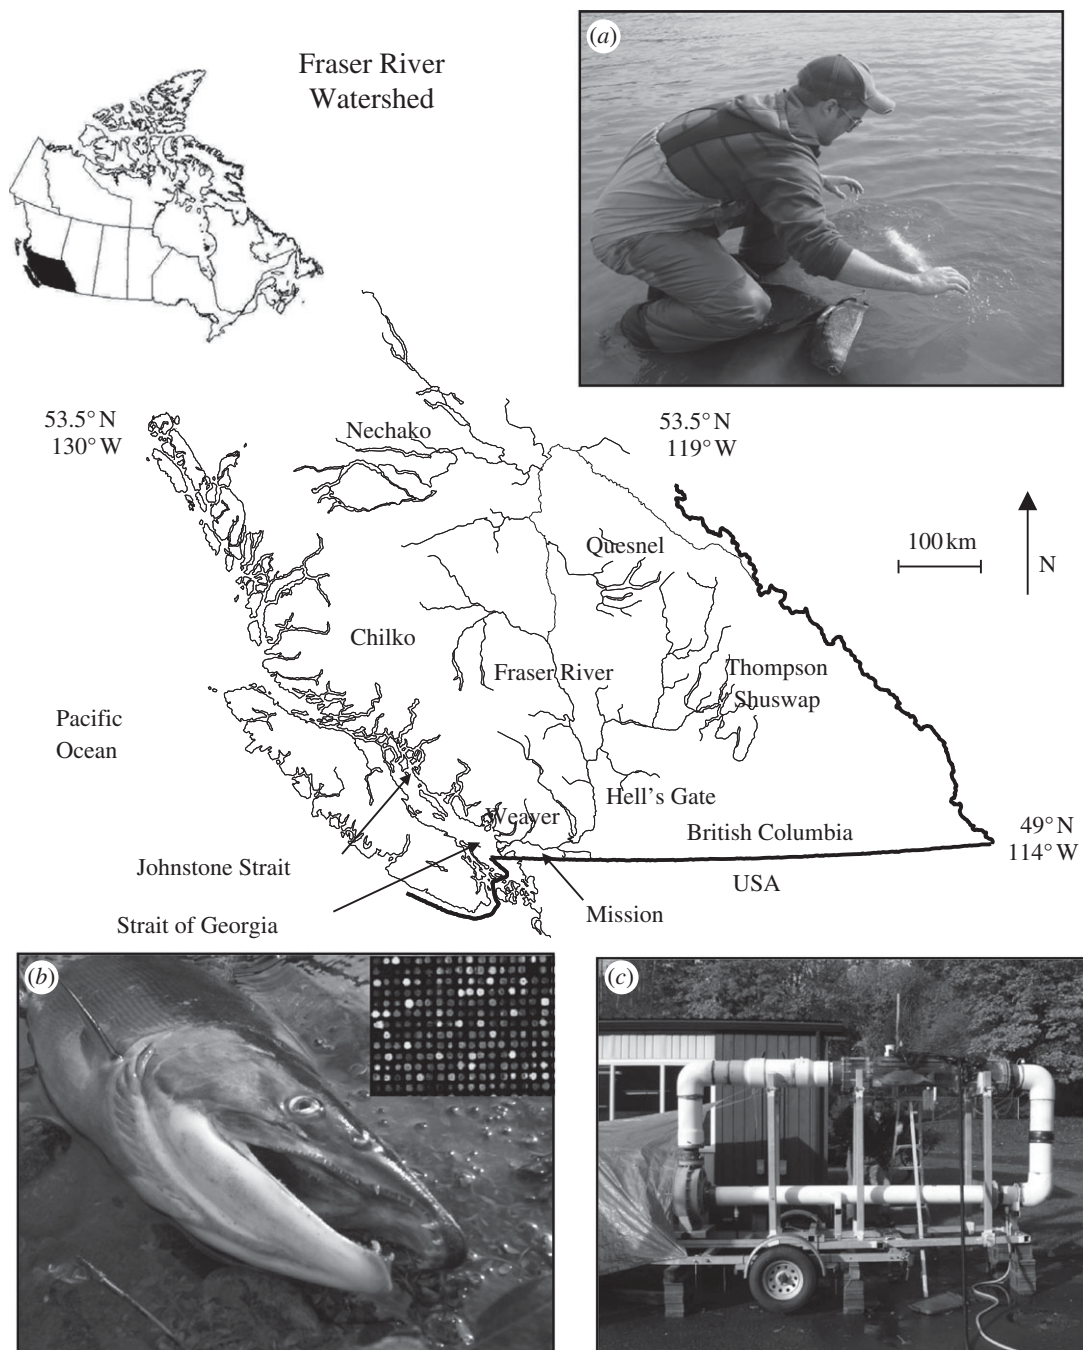 Fraser River
Watershed
(a)
53.5° N
130° W
53.5° N
119° W
Nechako
Quesnel
100 km
N
Chilko
Fraser River
Thompson
Shuswap
Pacific
Ocean
Hell's Gate
Weaver
British Columbia
49° N
114° W
Johnstone Strait
USA
Strait of Georgia
Mission
(b)
(c)